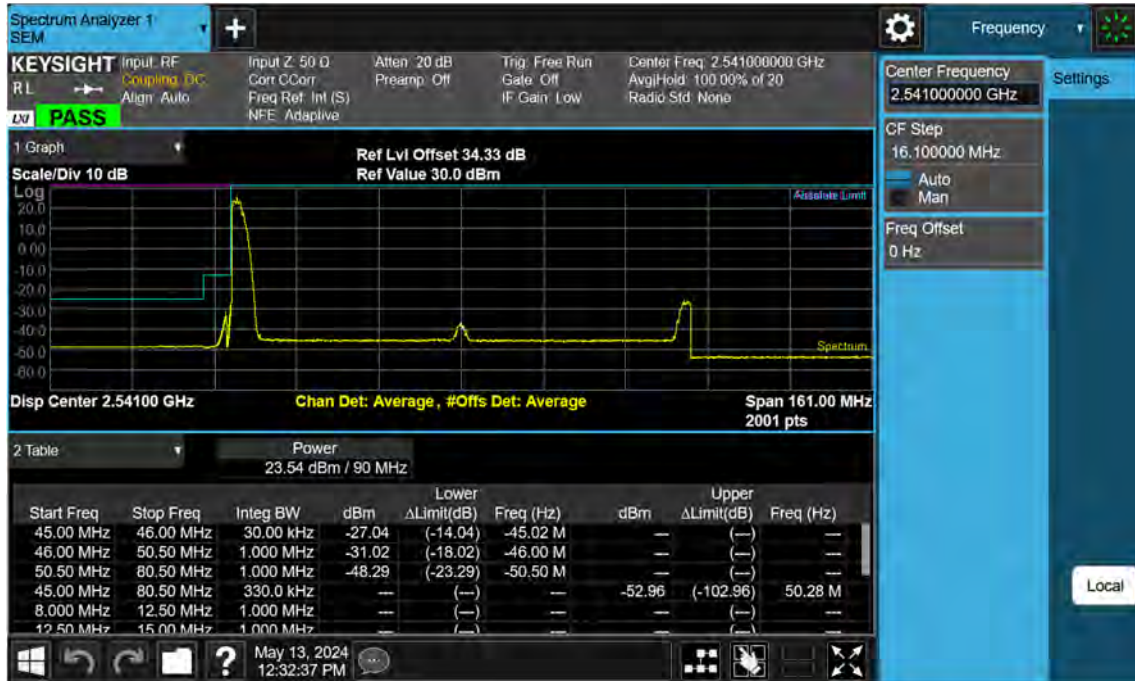 Spectrum Analyzer 1
SEM
+
Frequency
KEYSIGHT
RL
LXI
PASS
Input: RF
Coupling: DC
Align: Auto
Input Z: 50 Ω
Corr CCorr
Freq Ref: Int (S)
NFE: Adaptive
Atten: 20 dB
Preamp: Off
Trig: Free Run
Gate: Off
IF Gain: Low
Center Freq: 2.541000000 GHz
Avg|Hold: 100.00% of 20
Radio Std: None
Center Frequency
2.541000000 GHz
Settings
CF Step
16.100000 MHz
Auto
Man
Freq Offset
0 Hz
Local
1 Graph
Scale/Div 10 dB
Ref Lvl Offset 34.33 dB
Ref Value 30.0 dBm
Log
Absolute Limit
20.0
10.0
0.00
-10.0
-20.0
-30.0
-40.0
-50.0
-60.0
Spectrum
Disp Center 2.54100 GHz
Chan Det: Average, #Offs Det: Average
Span 161.00 MHz
2001 pts
2 Table
Power
23.54 dBm / 90 MHz
Lower Upper
Start Freq Stop Freq Integ BW dBm ΔLimit(dB) Freq (Hz) dBm ΔLimit(dB) Freq (Hz)
45.00 MHz 46.00 MHz 30.00 kHz -27.04 (-14.04) -45.02 M --- (---) ---
46.00 MHz 50.50 MHz 1.000 MHz -31.02 (-18.02) -46.00 M --- (---) ---
50.50 MHz 80.50 MHz 1.000 MHz -48.29 (-23.29) -50.50 M --- (---) ---
45.00 MHz 80.50 MHz 330.0 kHz --- (---) --- -52.96 (-102.96) 50.28 M
8.000 MHz 12.50 MHz 1.000 MHz --- (---) --- --- (---) ---
12.50 MHz 15.00 MHz 1.000 MHz --- (---) --- --- (---) ---
?
May 13, 2024
12:32:37 PM